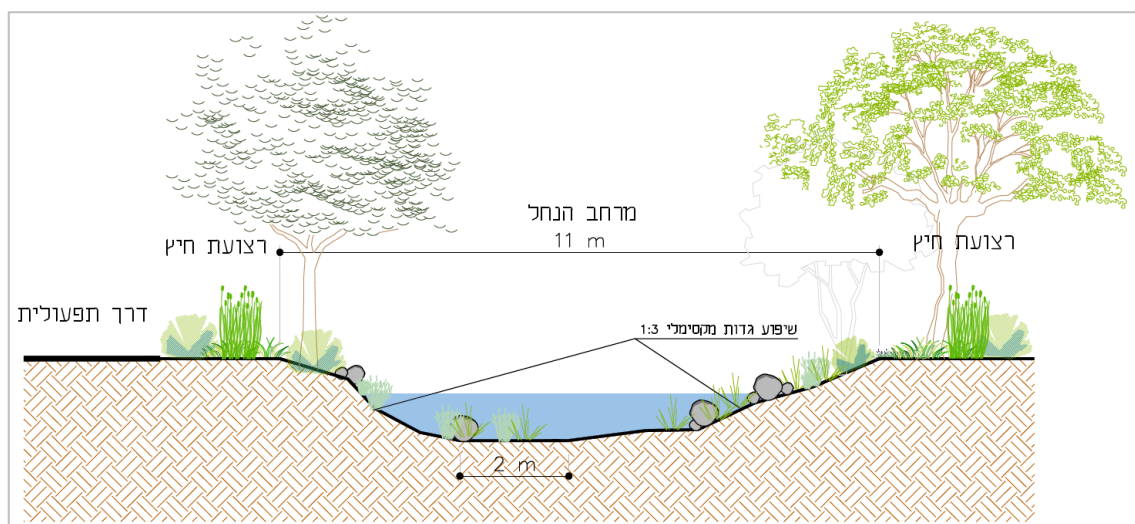 מרחב הנחל
11 m
רצועת חיץ
רצועת חיץ
דרך תפעולית
שיפוע גדות מקסימלי 1:3
2 m